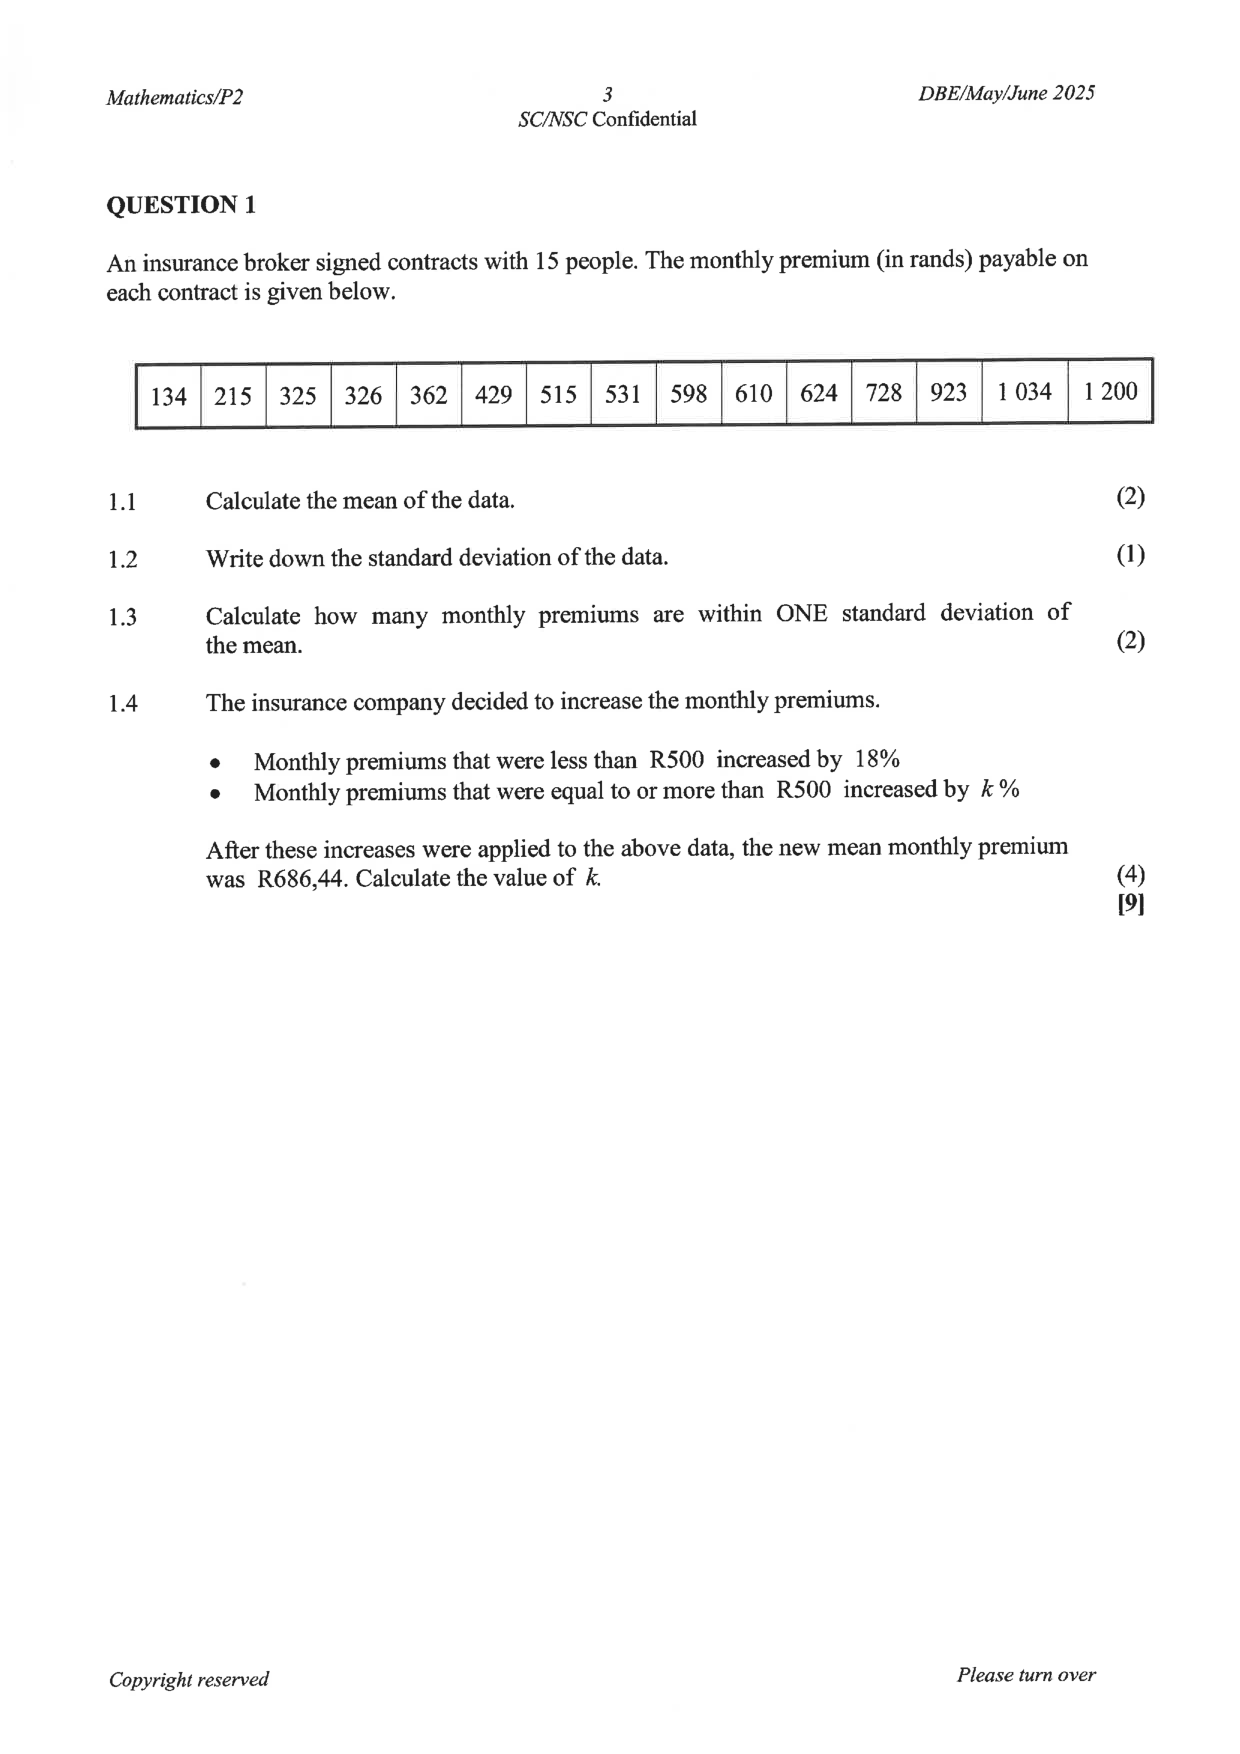 Mathematics/P2 3 DBE/May/June 2025
SC/NSC Confidential
QUESTION 1
An insurance broker signed contracts with 15 people. The monthly premium (in rands) payable on
each contract is given below.
134 215 325 326 362 429 515 531 598 610 624 728 923 1 034 1 200
1.1 Calculate the mean of the data. (2)
1.2 Write down the standard deviation of the data. (1)
1.3 Calculate how many monthly premiums are within ONE standard deviation of
the mean. (2)
1.4 The insurance company decided to increase the monthly premiums.
• Monthly premiums that were less than R500 increased by 18%
• Monthly premiums that were equal to or more than R500 increased by k %
After these increases were applied to the above data, the new mean monthly premium
was R686,44. Calculate the value of k. (4)
[9]
Copyright reserved Please turn over